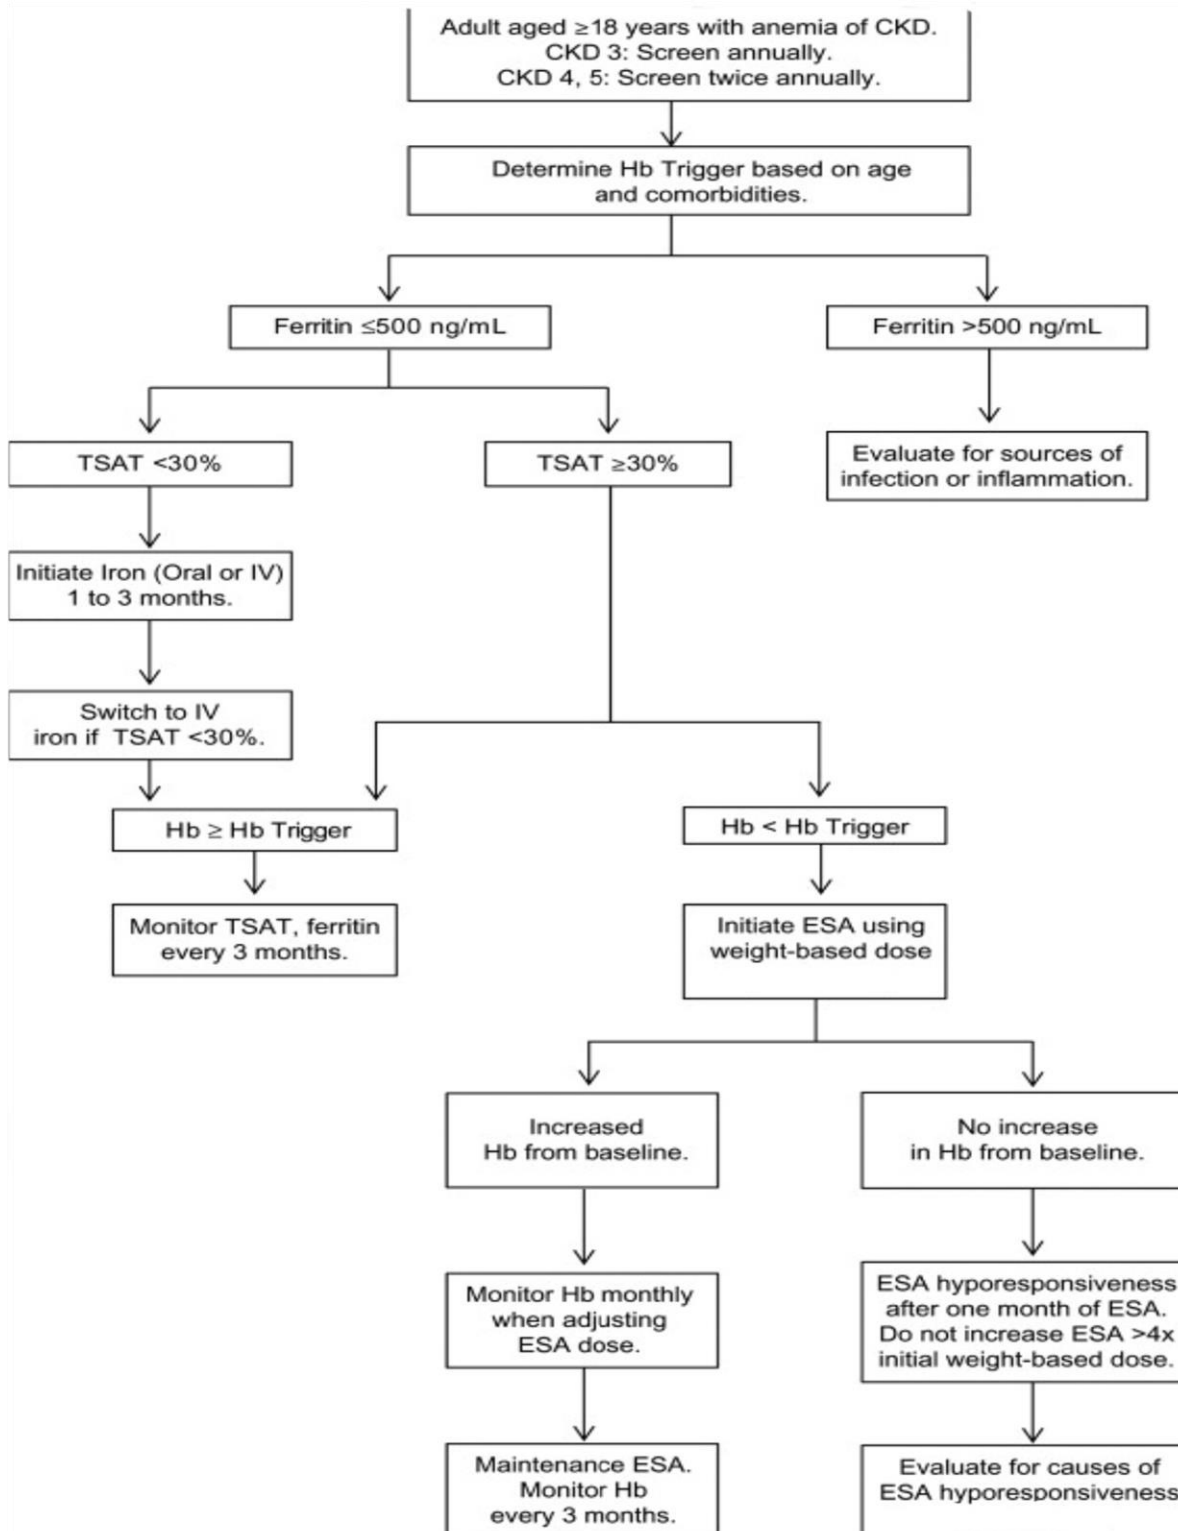 Adult aged ≥18 years with anemia of CKD.
CKD 3: Screen annually.
CKD 4, 5: Screen twice annually.
Determine Hb Trigger based on age
and comorbidities.
Ferritin ≤500 ng/mL
Ferritin >500 ng/mL
TSAT <30%
TSAT ≥30%
Evaluate for sources of
infection or inflammation.
Initiate Iron (Oral or IV)
1 to 3 months.
Switch to IV
iron if TSAT <30%.
Hb ≥ Hb Trigger
Hb < Hb Trigger
Monitor TSAT, ferritin
every 3 months.
Initiate ESA using
weight-based dose
Increased
Hb from baseline.
No increase
in Hb from baseline.
Monitor Hb monthly
when adjusting
ESA dose.
ESA hyporesponsiveness
after one month of ESA.
Do not increase ESA >4x
initial weight-based dose.
Maintenance ESA.
Monitor Hb
every 3 months.
Evaluate for causes of
ESA hyporesponsiveness